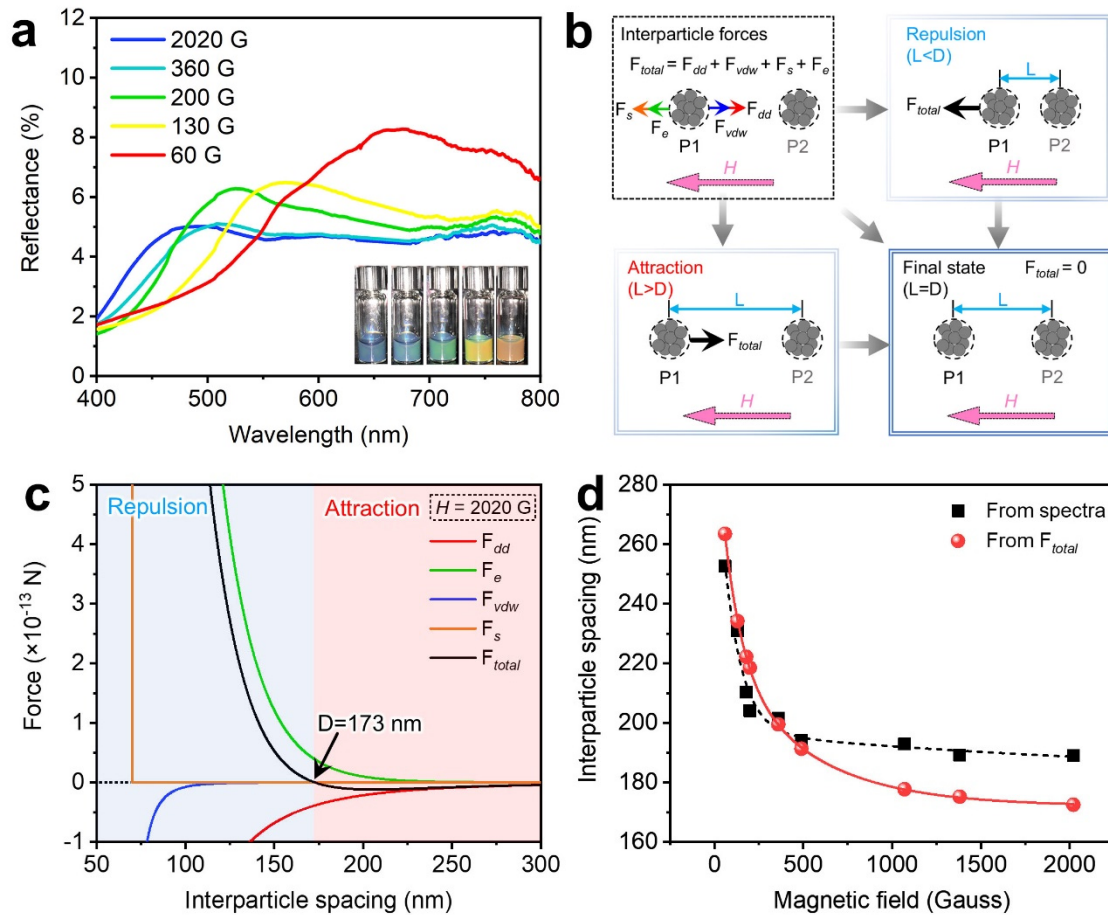 a
12
10
8
6
4
2
0
Reflectance (%)
2020 G
360 G
200 G
130 G
60 G
400 500 600 700 800
Wavelength (nm)
b
Interparticle forces
F_total = F_dd + F_vdw + F_s + F_e
F_s
F_e
F_vdw
F_dd
P1 P2
H
Repulsion
(L<D)
L
F_total
P1 P2
H
Attraction
(L>D)
L
F_total
P1 P2
H
Final state F_total = 0
(L=D)
L
P1 P2
H
c
5
4
3
2
1
0
-1
Force (×10⁻¹³ N)
Repulsion
Attraction
H = 2020 G
F_dd
F_e
F_vdw
F_s
F_total
D=173 nm
50 100 150 200 250 300
Interparticle spacing (nm)
d
280
260
240
220
200
180
160
Interparticle spacing (nm)
From spectra
From F_total
0 500 1000 1500 2000
Magnetic field (Gauss)